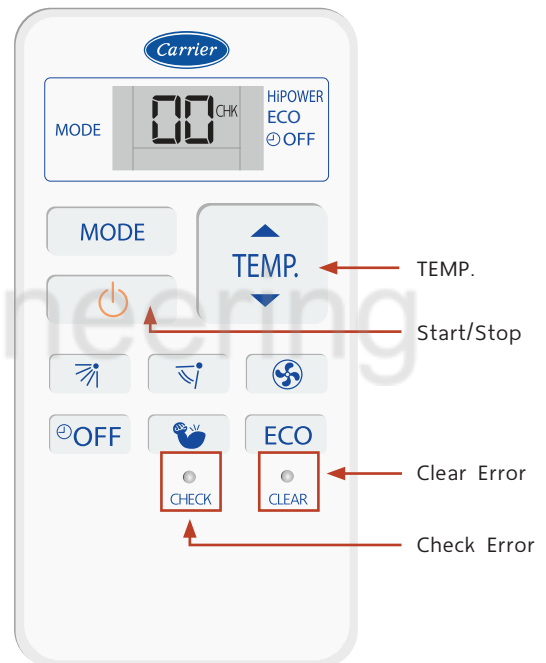 Carrier
MODE
00 CHK
HiPOWER
ECO
OFF
MODE
TEMP.
TEMP.
Start/Stop
neering
OFF
ECO
CHECK
CLEAR
Clear Error
Check Error